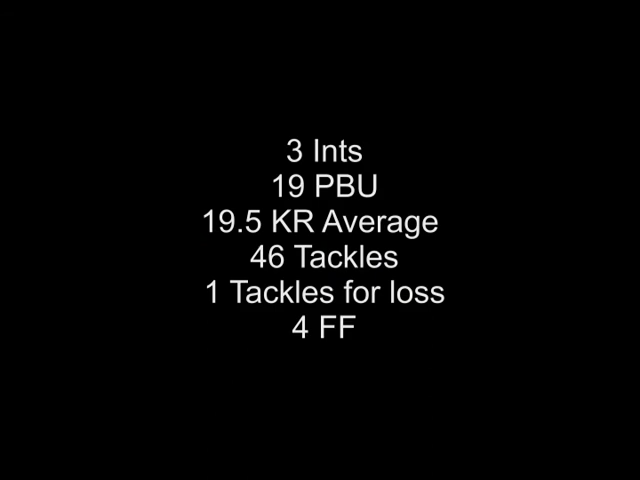 3 Ints
19 PBU
19.5 KR Average
46 Tackles
1 Tackles for loss
4 FF